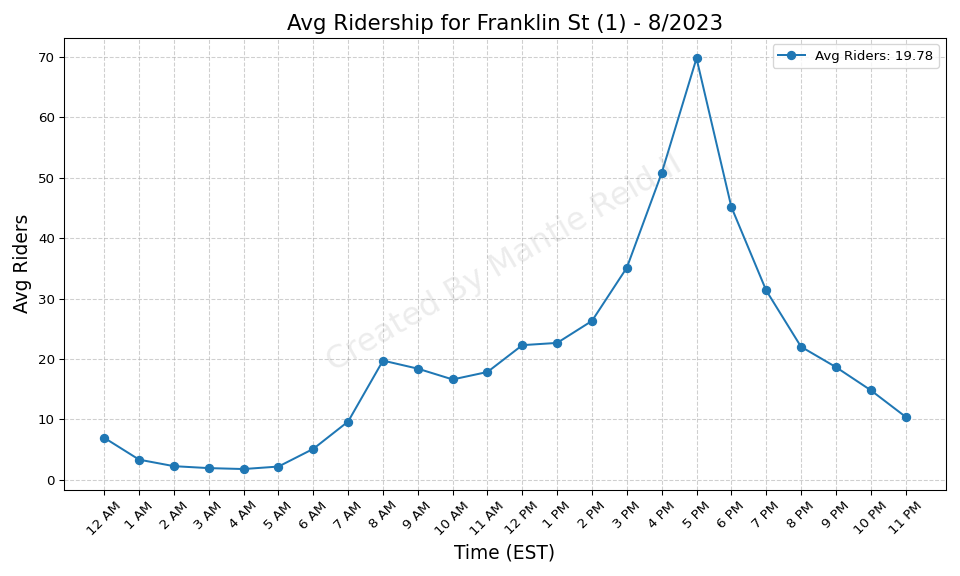 Avg Ridership for Franklin St (1) - 8/2023
Avg Riders: 19.78
Avg Riders
70
60
50
40
30
20
10
0
Created By Mantie Reid II
12 AM
1 AM
2 AM
3 AM
4 AM
5 AM
6 AM
7 AM
8 AM
9 AM
10 AM
11 AM
12 PM
1 PM
2 PM
3 PM
4 PM
5 PM
6 PM
7 PM
8 PM
9 PM
10 PM
11 PM
Time (EST)